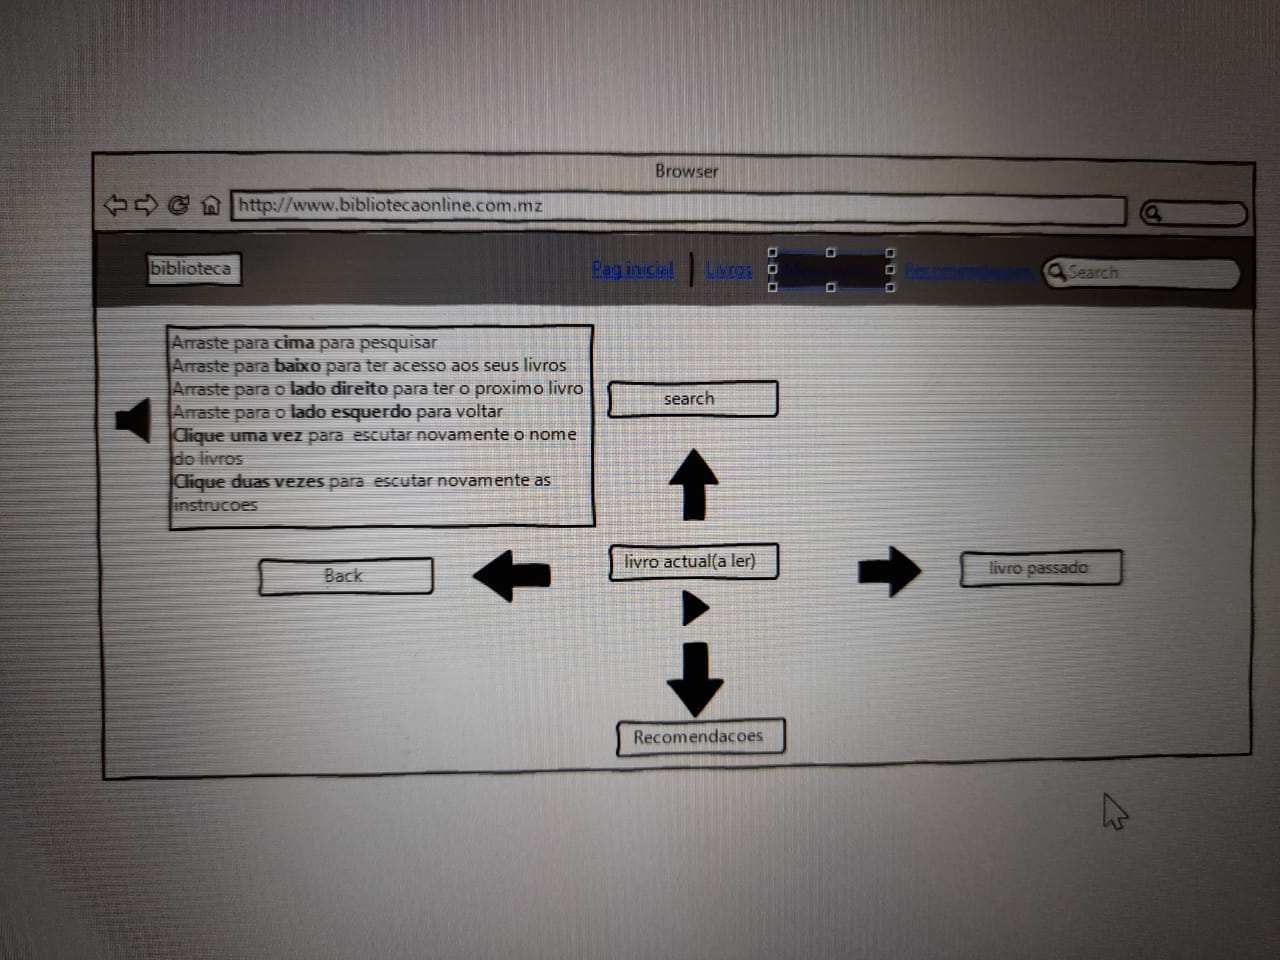 Browser
http://www.bibliotecaonline.com.mz
biblioteca
Pag inicial
Livros
Recomendacoes
Search
Arraste para cima para pesquisar
Arraste para baixo para ter acesso aos seus livros
Arraste para o lado direito para ter o proximo livro
Arraste para o lado esquerdo para voltar
Clique uma vez para escutar novamente o nome
do livros
Clique duas vezes para escutar novamente as
instrucoes
search
Back
livro actual(a ler)
livro passado
Recomendacoes